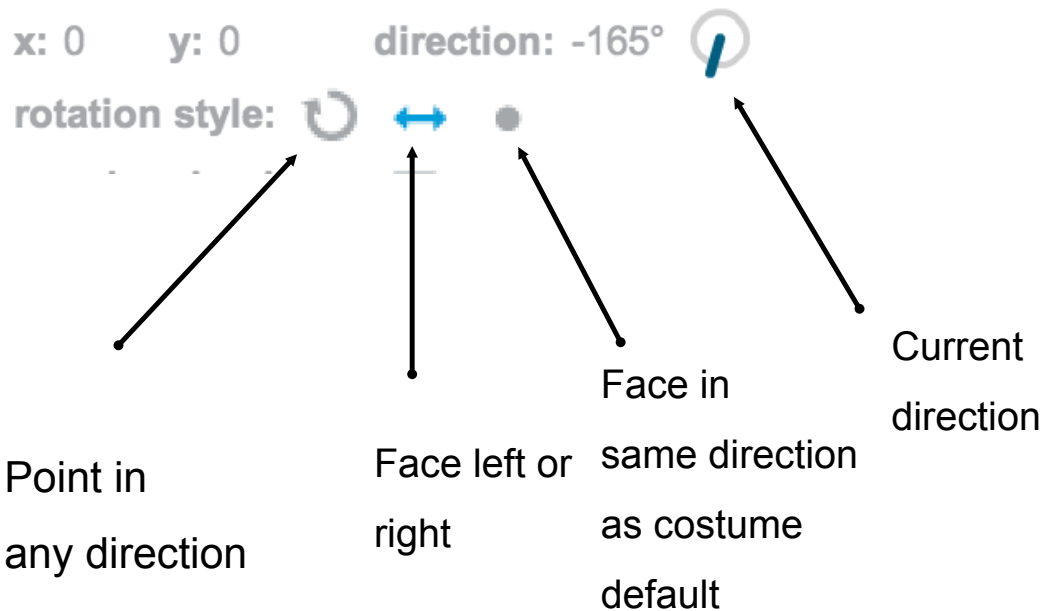 x: 0 y: 0 direction: -165°
rotation style:
Point in
any direction
Face left or
right
Face in
same direction
as costume
default
Current
direction